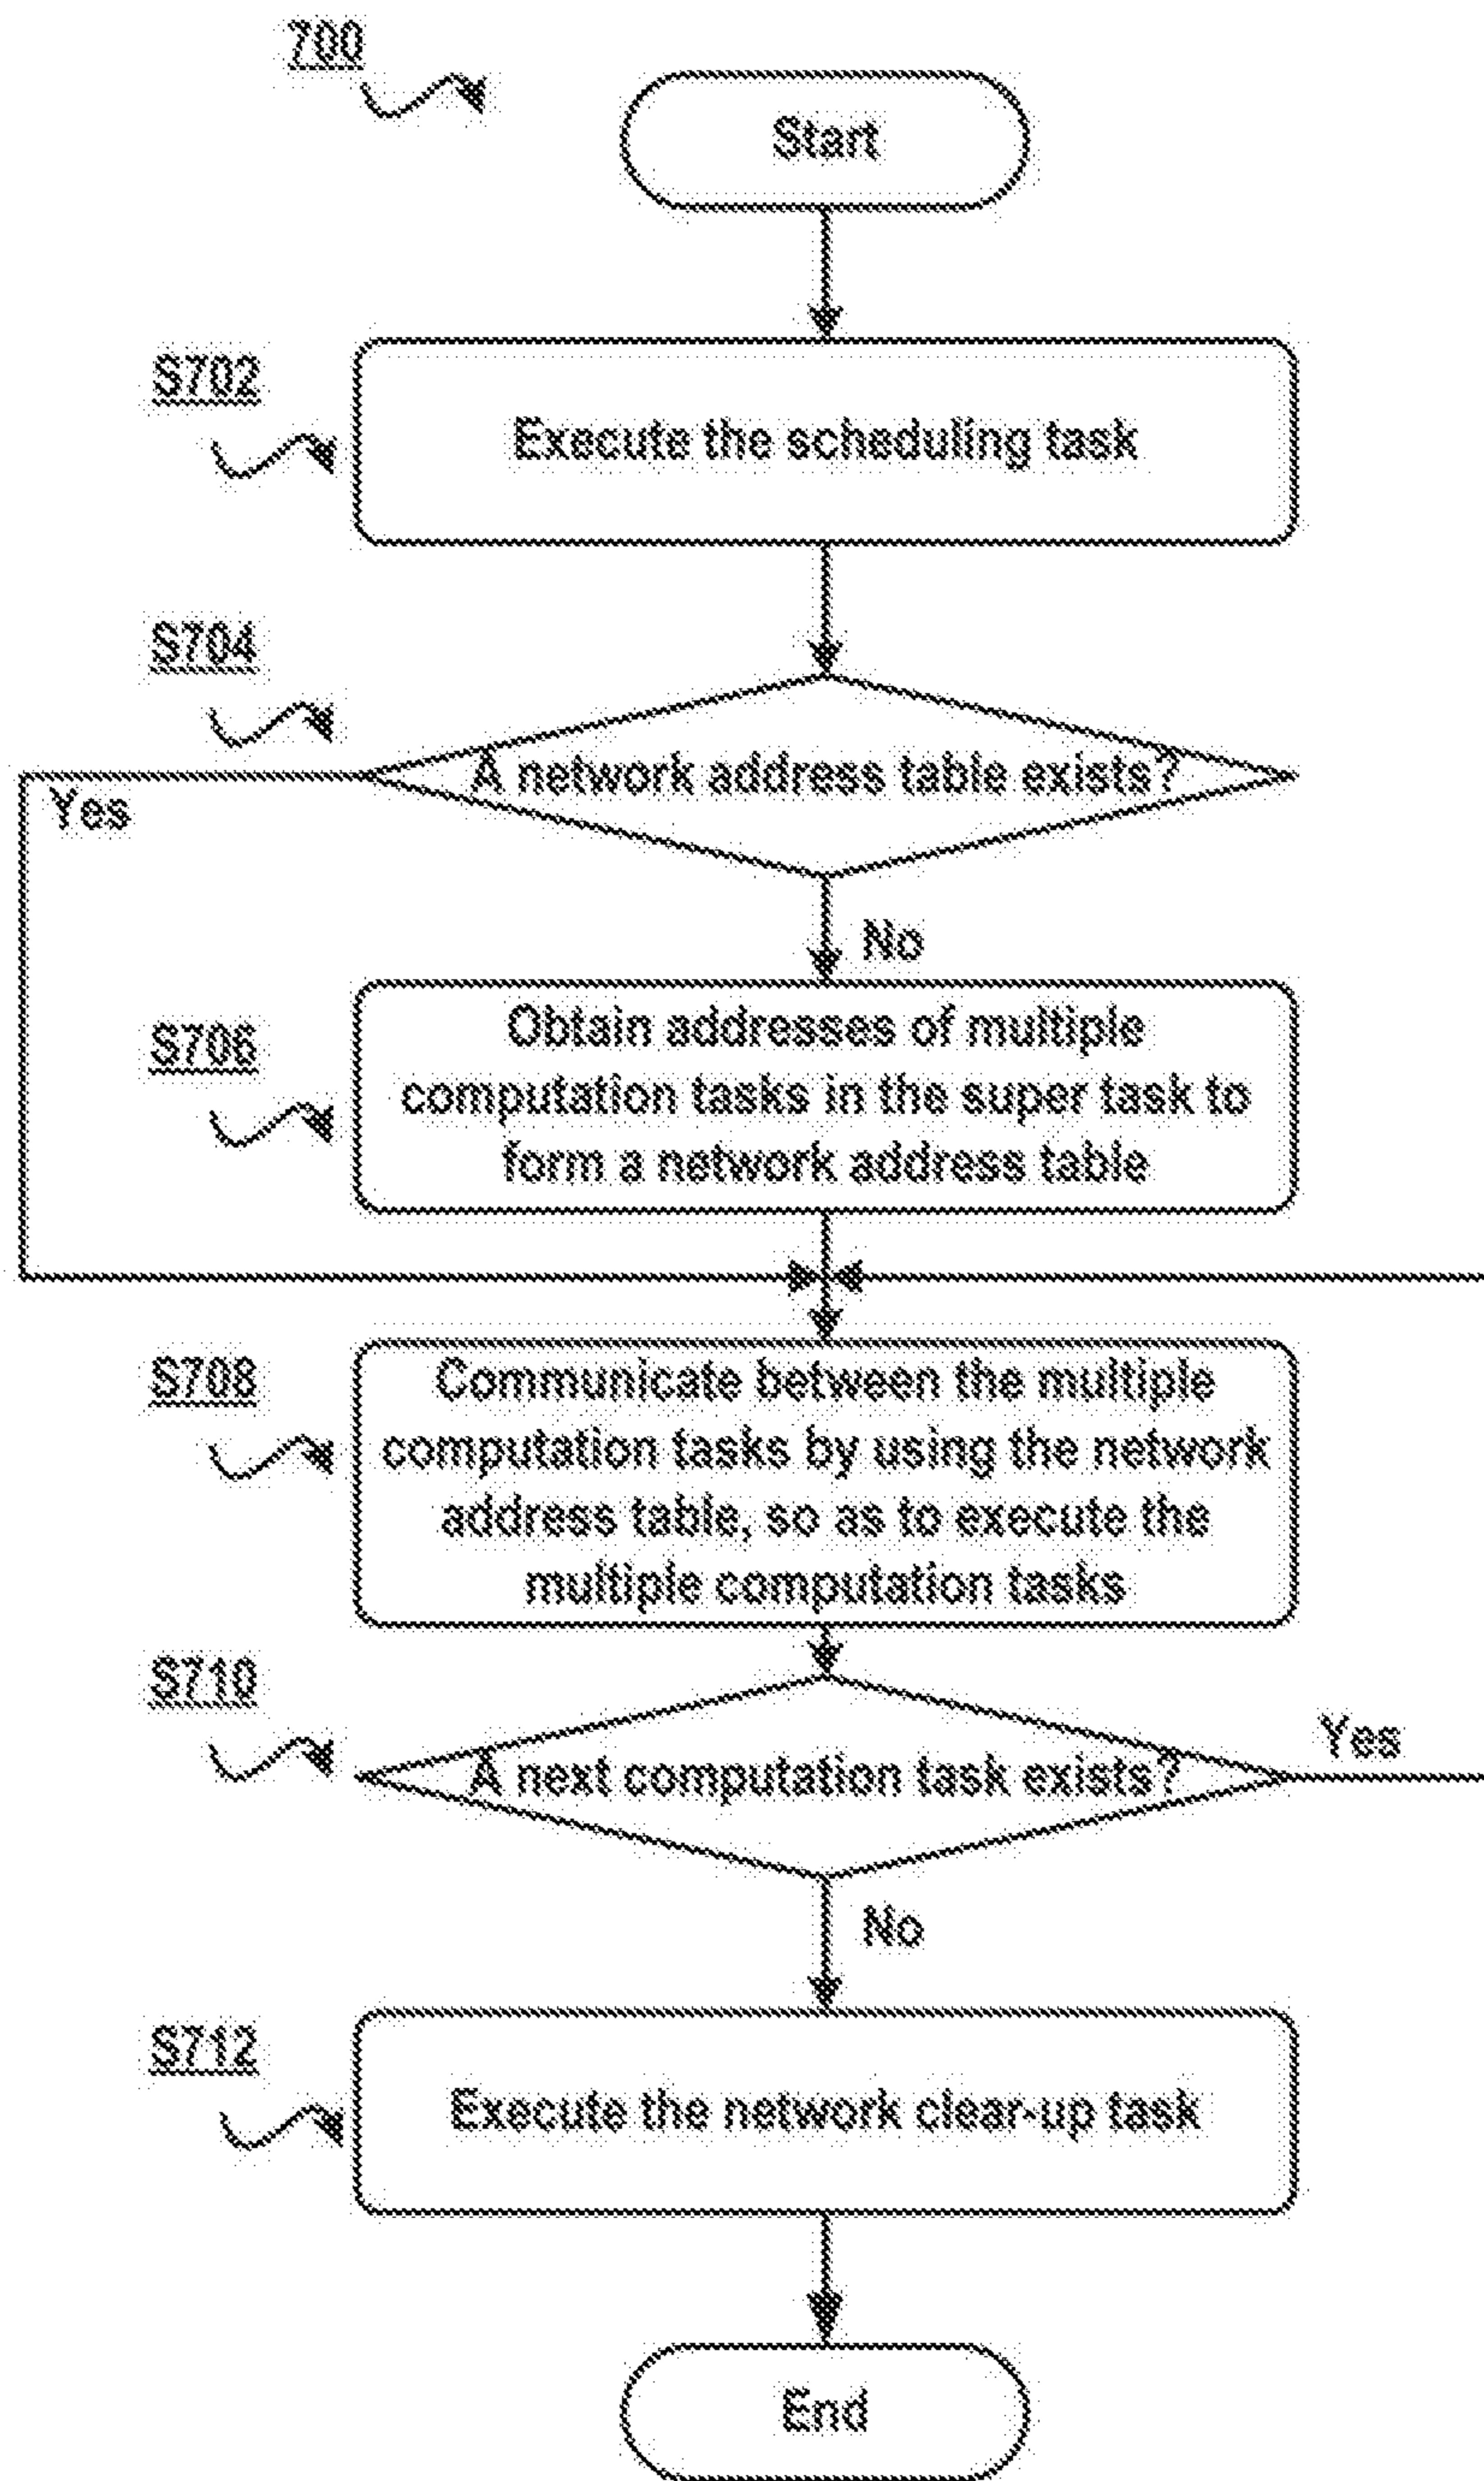 700
Start
S702
Execute the scheduling task
S704
A network address table exists?
Yes
No
S706
Obtain addresses of multiple
computation tasks in the super task to
form a network address table
S708
Communicate between the multiple
computation tasks by using the network
address table, so as to execute the
multiple computation tasks
S710
A next computation task exists?
Yes
No
S712
Execute the network clear-up task
End